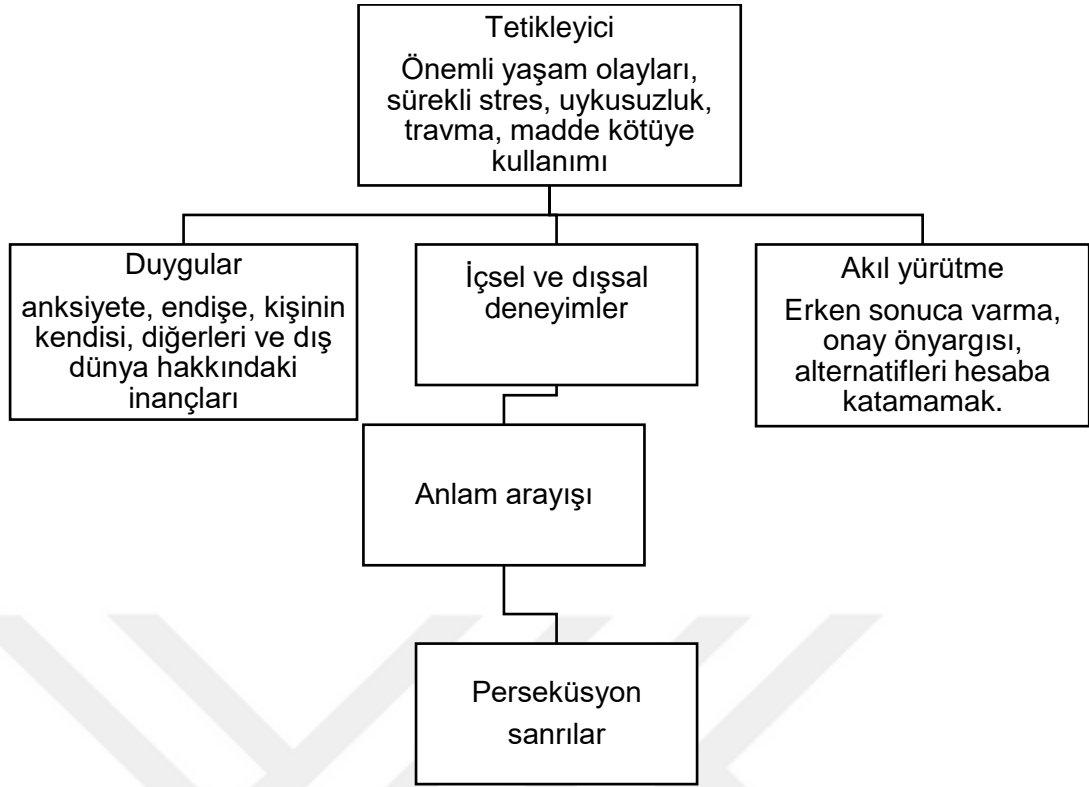 Tetikleyici
Önemli yaşam olayları,
sürekli stres, uykusuzluk,
travma, madde kötüye
kullanımı
Duygular
anksiyete, endişe, kişinin
kendisi, diğerleri ve dış
dünya hakkındaki
inançları
İçsel ve dışsal
deneyimler
Akıl yürütme
Erken sonuca varma,
onay önyargısı,
alternatifleri hesaba
katamamak.
Anlam arayışı
Perseküsyon
sanrılar